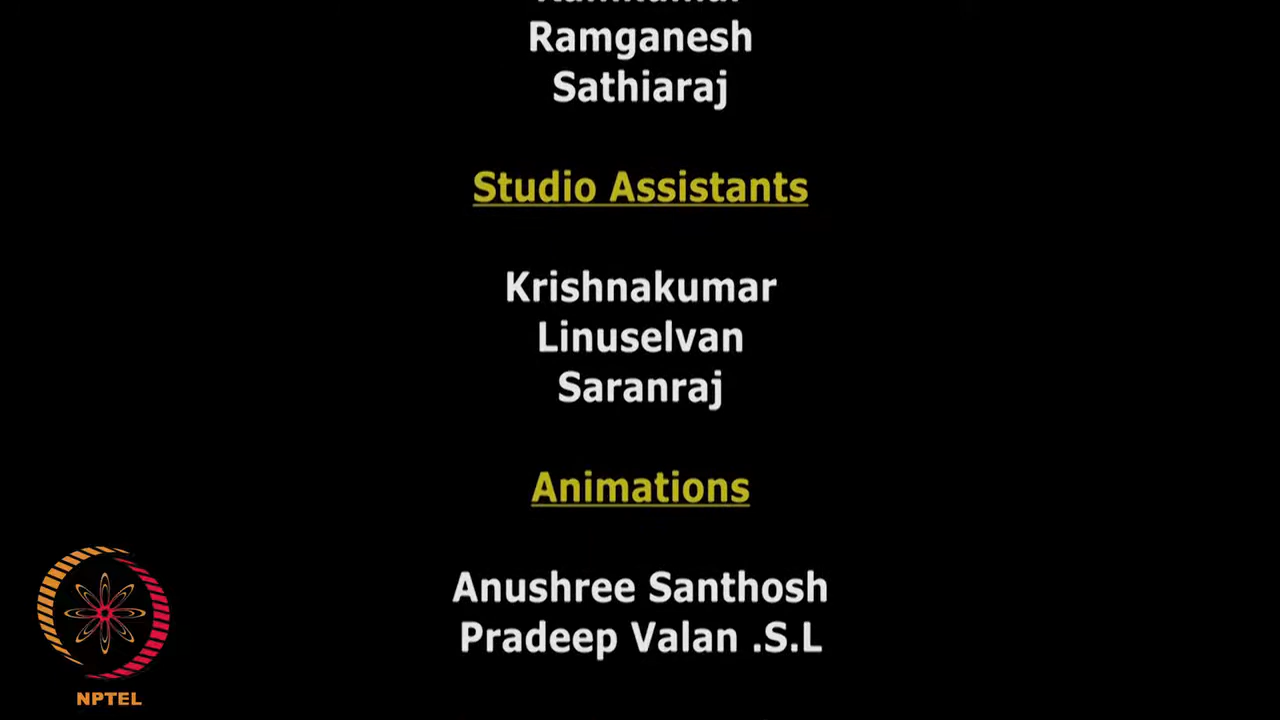 Ramganesh
Sathiaraj
Studio Assistants
Krishnakumar
Linuselvan
Saranraj
Animations
Anushree Santhosh
Pradeep Valan .S.L
NPTEL